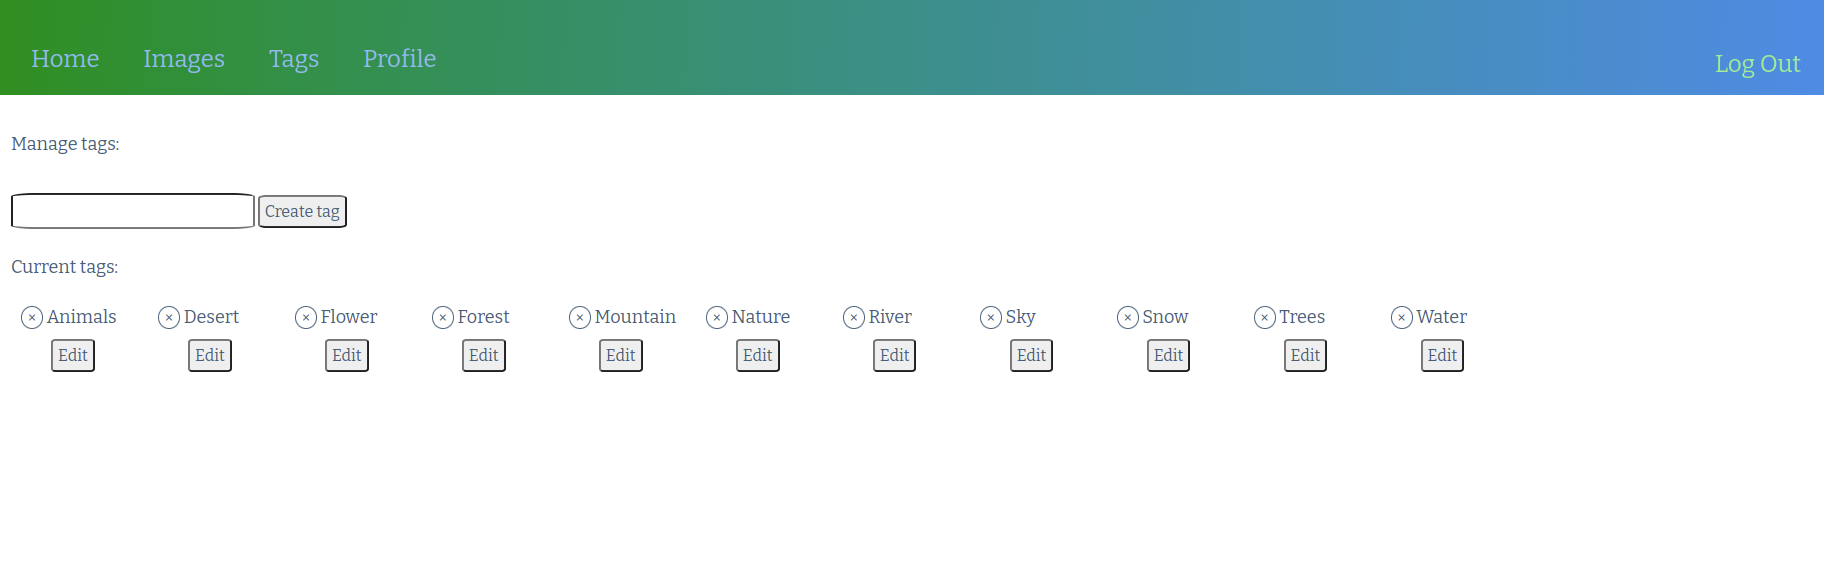 Home Images Tags Profile Log Out
Manage tags:
Create tag
Current tags:
× Animals × Desert × Flower × Forest × Mountain × Nature × River × Sky × Snow × Trees × Water
Edit Edit Edit Edit Edit Edit Edit Edit Edit Edit Edit